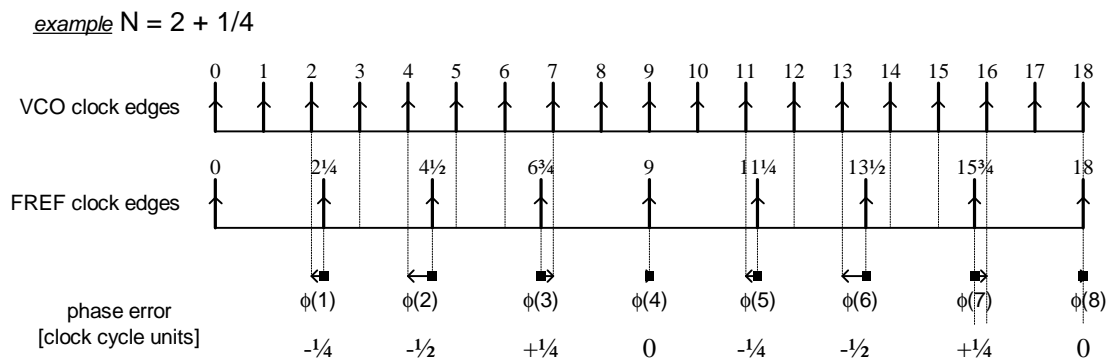 example N = 2 + 1/4
0 1 2 3 4 5 6 7 8 9 10 11 12 13 14 15 16 17 18
VCO clock edges
0 2¼ 4½ 6¾ 9 11¼ 13½ 15¾ 18
FREF clock edges
ϕ(1) ϕ(2) ϕ(3) ϕ(4) ϕ(5) ϕ(6) ϕ(7) ϕ(8)
phase error
[clock cycle units]
-¼ -½ +¼ 0 -¼ -½ +¼ 0